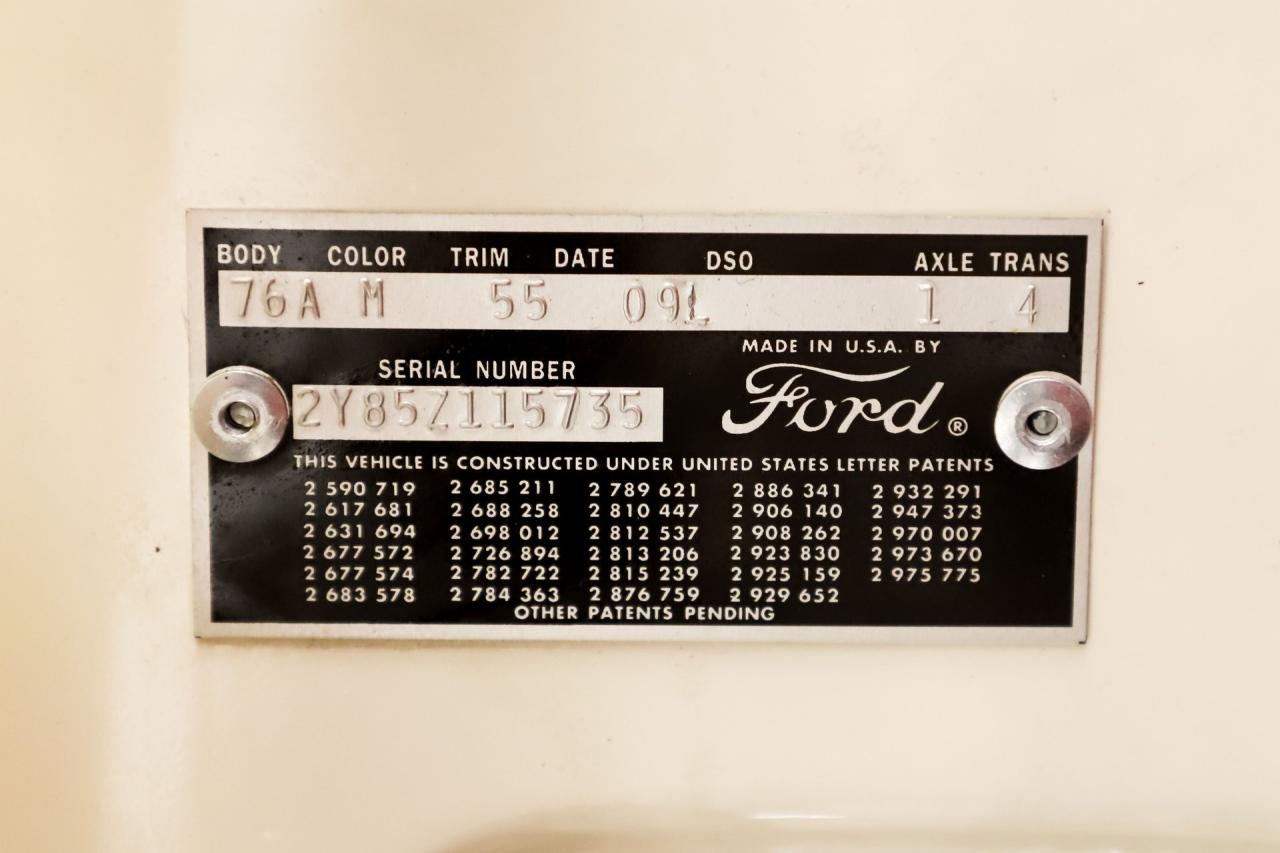 BODY COLOR TRIM DATE DSO AXLE TRANS
76A M 55 09L 1 4
MADE IN U.S.A. BY
SERIAL NUMBER
Ford ®
2Y85Z115735
THIS VEHICLE IS CONSTRUCTED UNDER UNITED STATES LETTER PATENTS
2 590 719 2 685 211 2 789 621 2 886 341 2 932 291
2 617 681 2 688 258 2 810 447 2 906 140 2 947 373
2 631 694 2 698 012 2 812 537 2 908 262 2 970 007
2 677 572 2 726 894 2 813 206 2 923 830 2 973 670
2 677 574 2 782 722 2 815 239 2 925 159 2 975 775
2 683 578 2 784 363 2 876 759 2 929 652
OTHER PATENTS PENDING